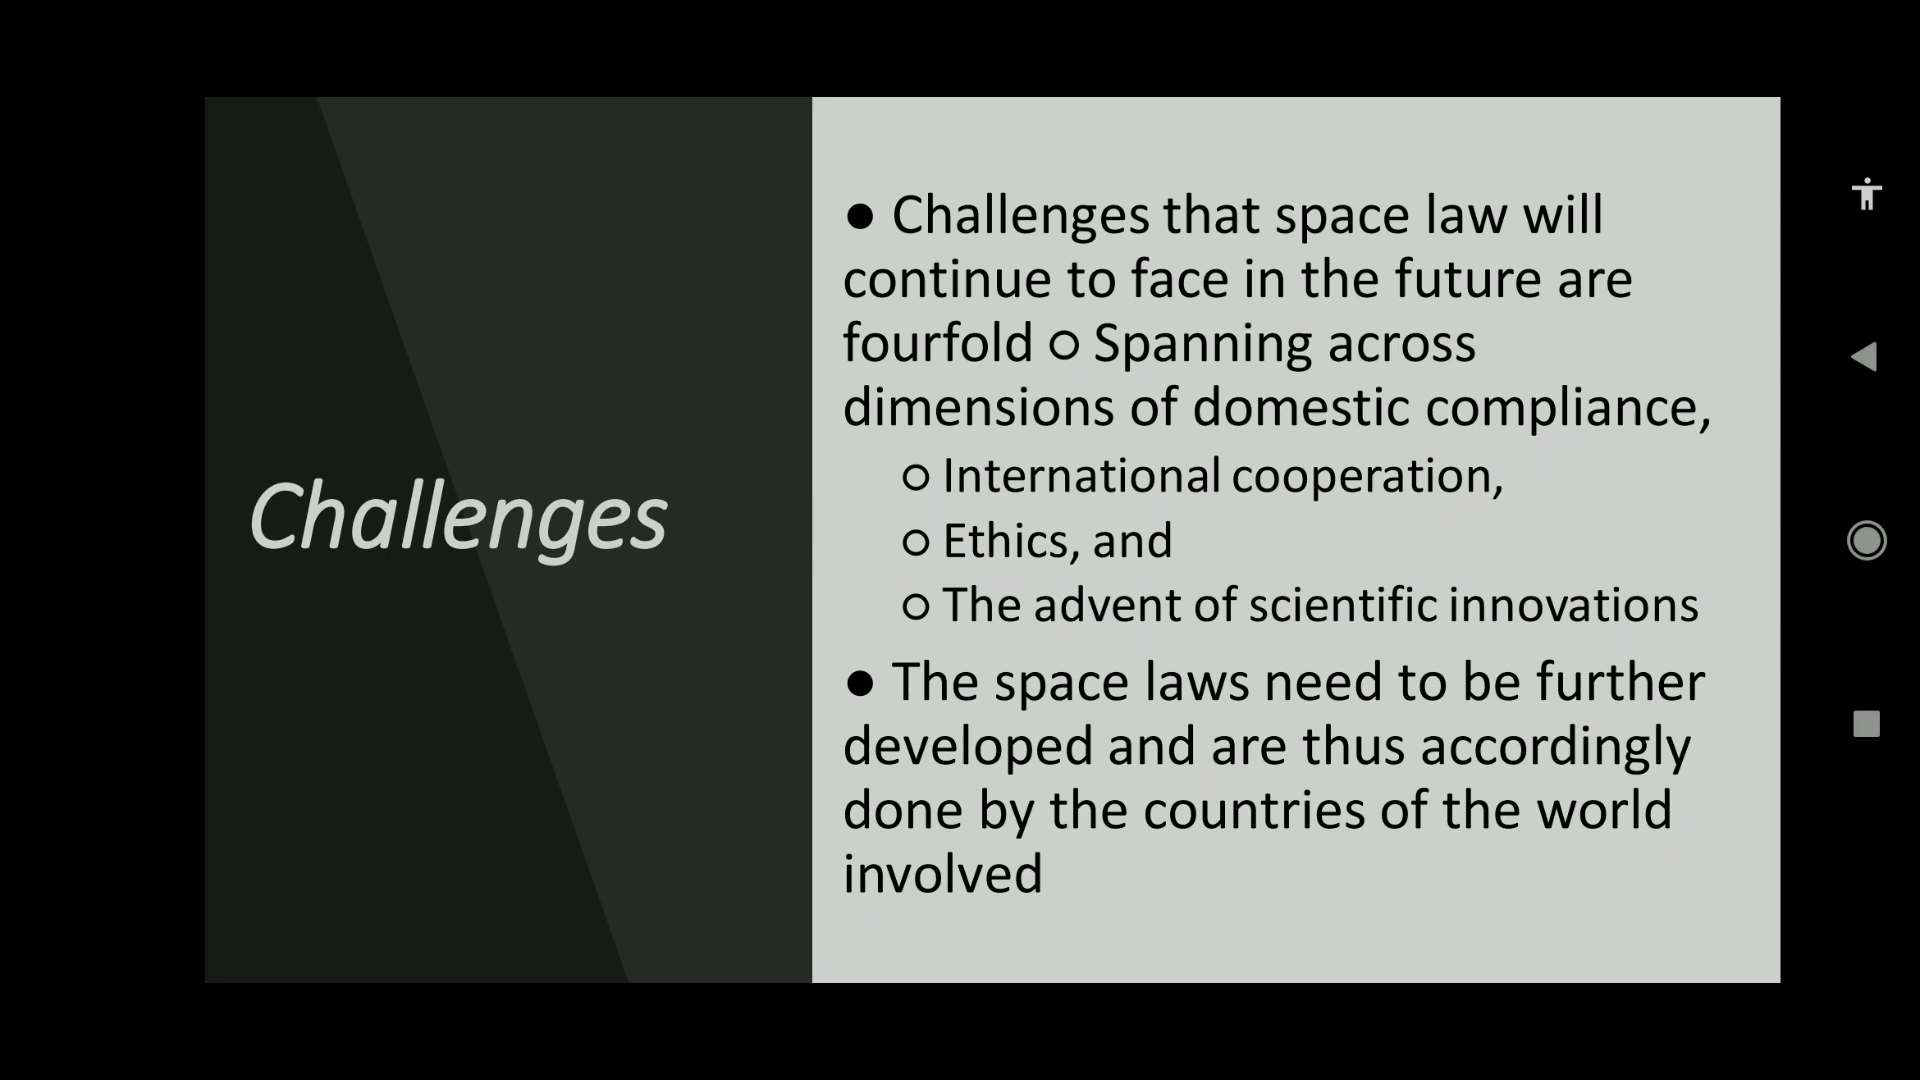 Challenges
● Challenges that space law will
continue to face in the future are
fourfold ○ Spanning across
dimensions of domestic compliance,
○ International cooperation,
○ Ethics, and
○ The advent of scientific innovations
● The space laws need to be further
developed and are thus accordingly
done by the countries of the world
involved